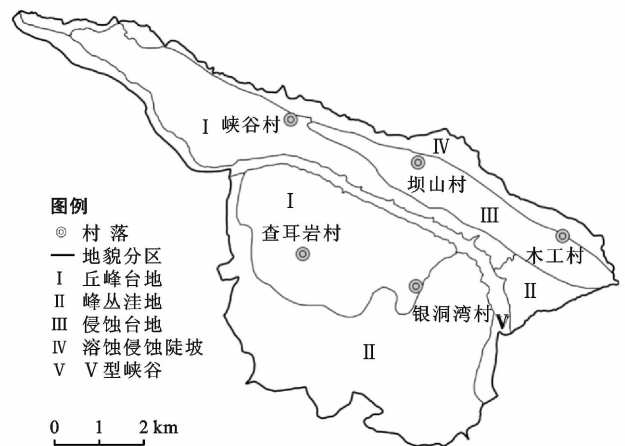 I 峡谷村
IV
坝山村
III
I
木工村
查耳岩村
II
银洞湾村
V
II
图例
村 落
地貌分区
I 丘峰台地
II 峰丛洼地
III 侵蚀台地
IV 溶蚀侵蚀陡坡
V V型峡谷
0 1 2 km